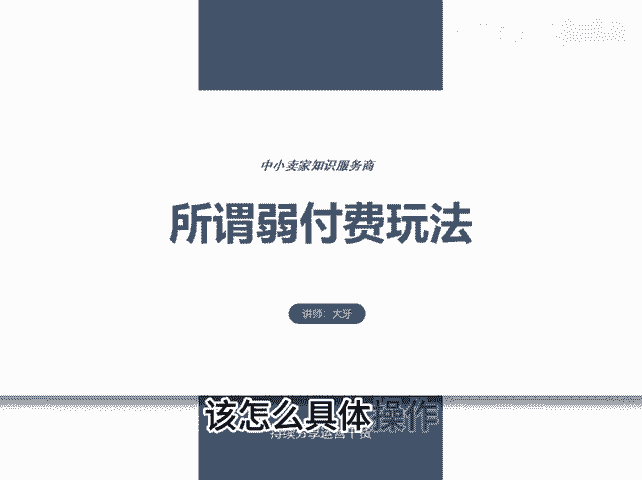 中小卖家知识服务商
所谓弱付费玩法
讲师：大牙
该怎么具体操作
持续分享运营干货